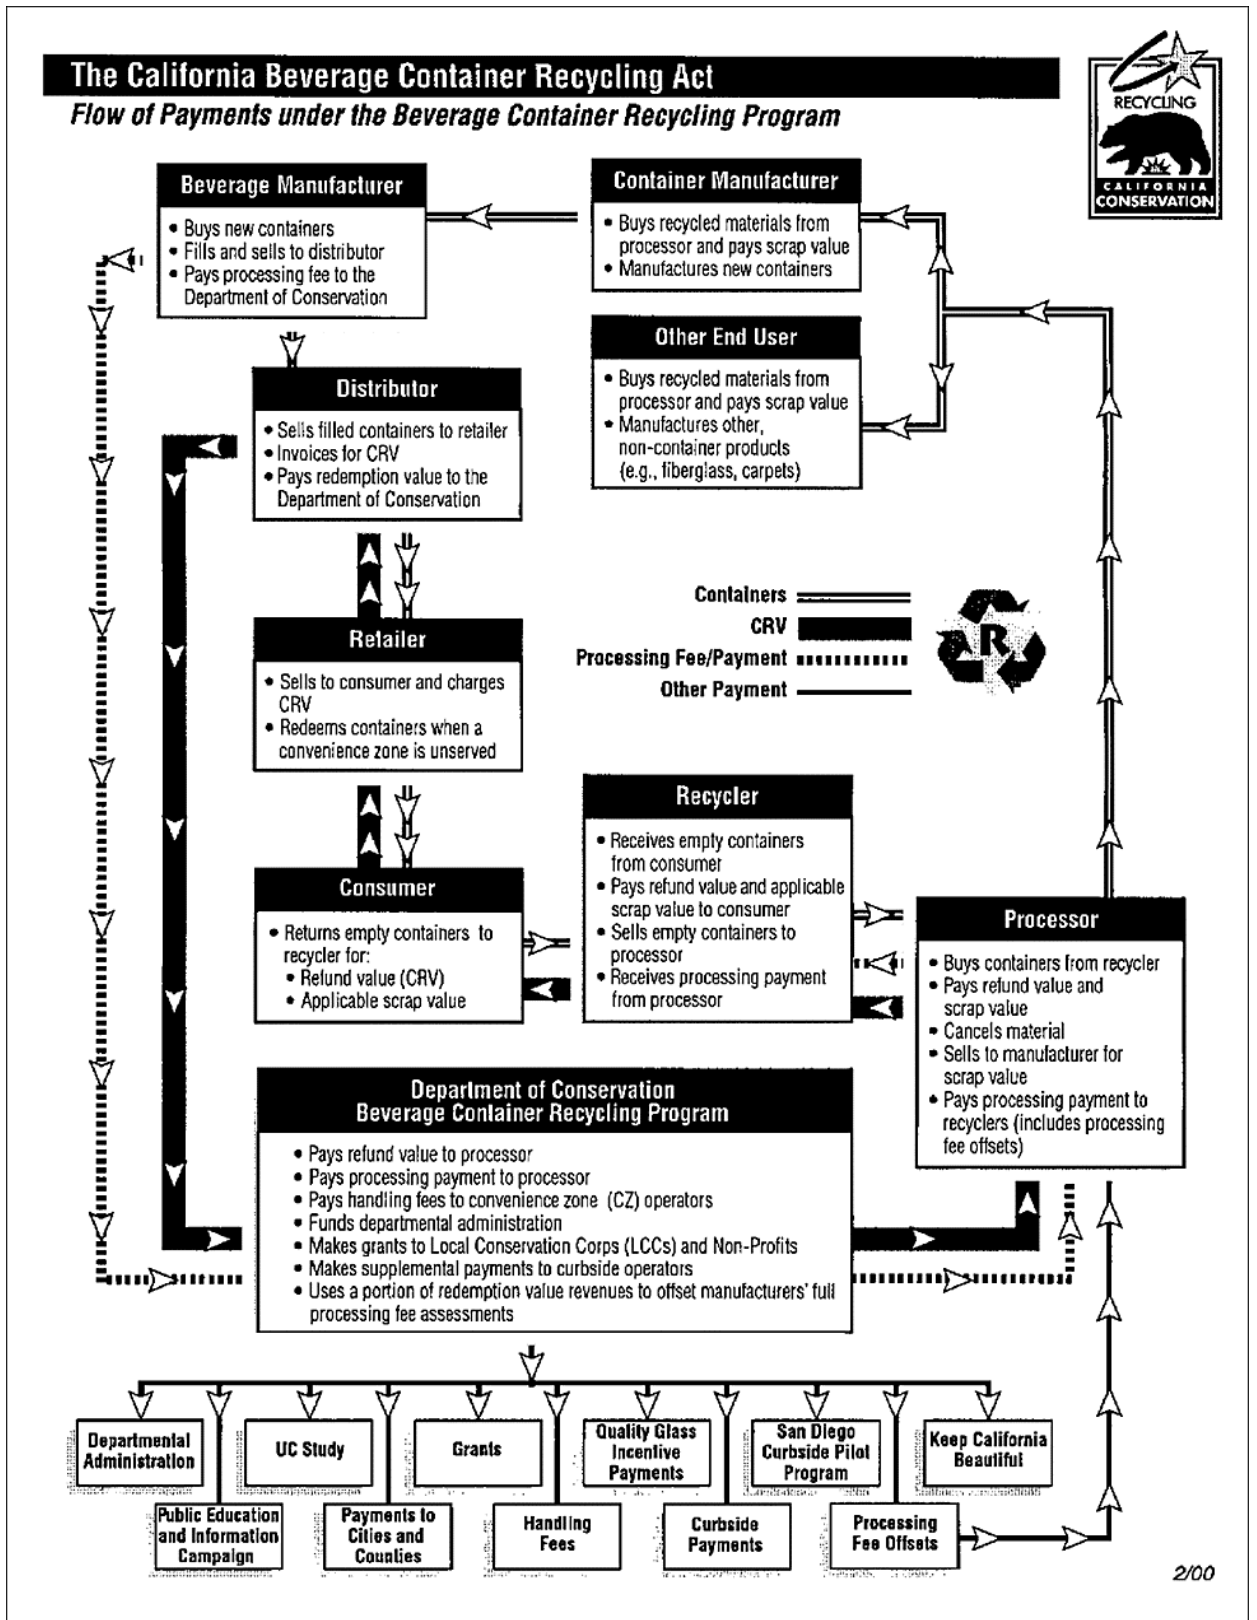 The California Beverage Container Recycling Act
Flow of Payments under the Beverage Container Recycling Program
RECYCLING
CALIFORNIA
CONSERVATION
Beverage Manufacturer
• Buys new containers
• Fills and sells to distributor
• Pays processing fee to the
Department of Conservation
Container Manufacturer
• Buys recycled materials from
processor and pays scrap value
• Manufactures new containers
Other End User
• Buys recycled materials from
processor and pays scrap value
• Manufactures other,
non-container products
(e.g., fiberglass, carpets)
Distributor
• Sells filled containers to retailer
• Invoices for CRV
• Pays redemption value to the
Department of Conservation
Containers
CRV
Processing Fee/Payment
Other Payment
R
Retailer
• Sells to consumer and charges
CRV
• Redeems containers when a
convenience zone is unserved
Recycler
• Receives empty containers
from consumer
• Pays refund value and applicable
scrap value to consumer
• Sells empty containers to
processor
• Receives processing payment
from processor
Consumer
• Returns empty containers to
recycler for:
• Refund value (CRV)
• Applicable scrap value
Processor
• Buys containers from recycler
• Pays refund value and
scrap value
• Cancels material
• Sells to manufacturer for
scrap value
• Pays processing payment to
recyclers (includes processing
fee offsets)
Department of Conservation
Beverage Container Recycling Program
• Pays refund value to processor
• Pays processing payment to processor
• Pays handling fees to convenience zone (CZ) operators
• Funds departmental administration
• Makes grants to Local Conservation Corps (LCCs) and Non-Profits
• Makes supplemental payments to curbside operators
• Uses a portion of redemption value revenues to offset manufacturers' full
processing fee assessments
Departmental
Administration
UC Study
Grants
Quality Glass
Incentive
Payments
San Diego
Curbside Pilot
Program
Keep California
Beautiful
Public Education
and Information
Campaign
Payments to
Cities and
Counties
Handling
Fees
Curbside
Payments
Processing
Fee Offsets
2/00